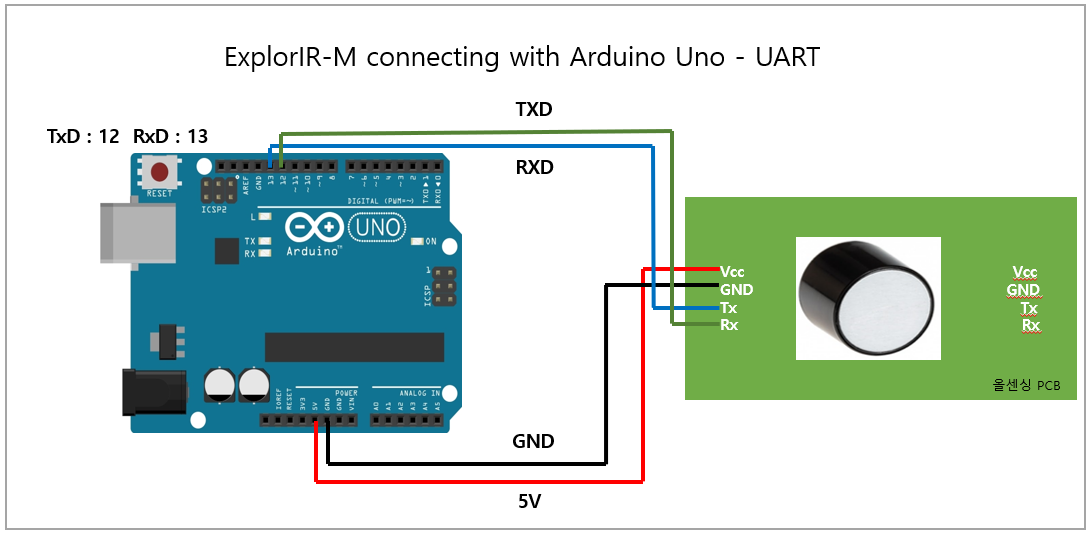 ExplorIR-M connecting with Arduino Uno - UART
TXD
TxD : 12 RxD : 13
RXD
RESET
ICSP2
AREF
GND
13
12
~11
~10
~9
8
7
~6
~5
4
~3
2
TX0▶1
RX0◀0
DIGITAL (PWM=~)
L
TX
RX
Arduino™
UNO
ON
1
ICSP
Vcc
GND
Tx
Rx
Vcc
GND
Tx
Rx
올센싱 PCB
POWER
ANALOG IN
IOREF
RESET
3V3
5V
GND
GND
VIN
A0
A1
A2
A3
A4
A5
GND
5V